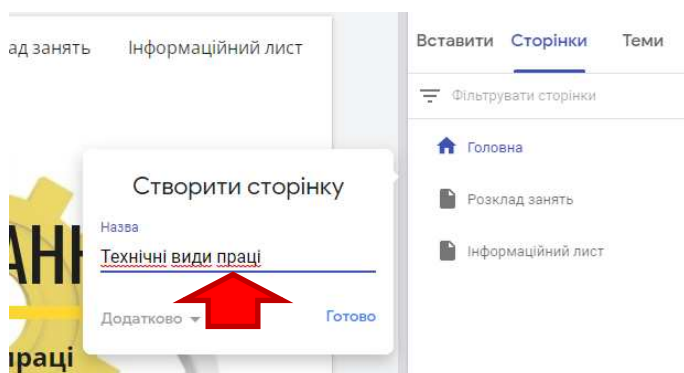 ад занять Інформаційний лист
Вставити Сторінки Теми
Фільтрувати сторінки
Головна
Розклад занять
Інформаційний лист
Створити сторінку
Назва
Технічні види праці
Додатково Готово
АНН
праці